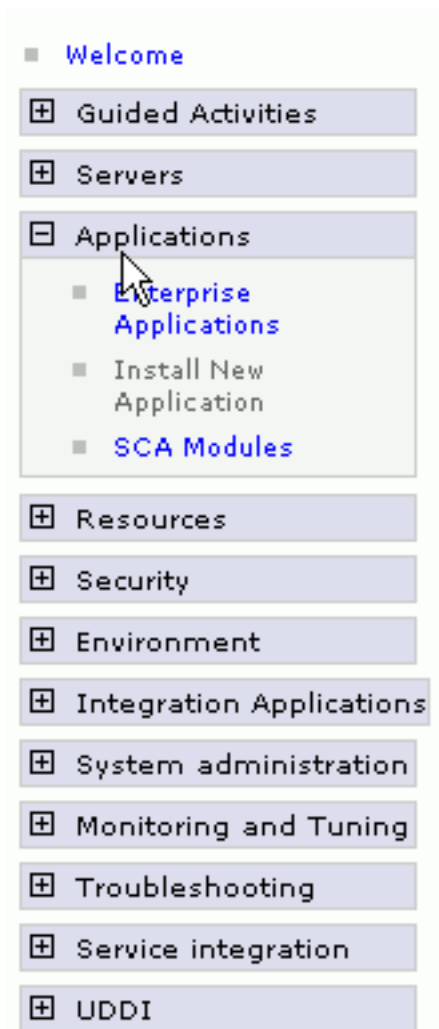 Welcome
Guided Activities
Servers
Applications
Enterprise
Applications
Install New
Application
SCA Modules
Resources
Security
Environment
Integration Applications
System administration
Monitoring and Tuning
Troubleshooting
Service integration
UDDI